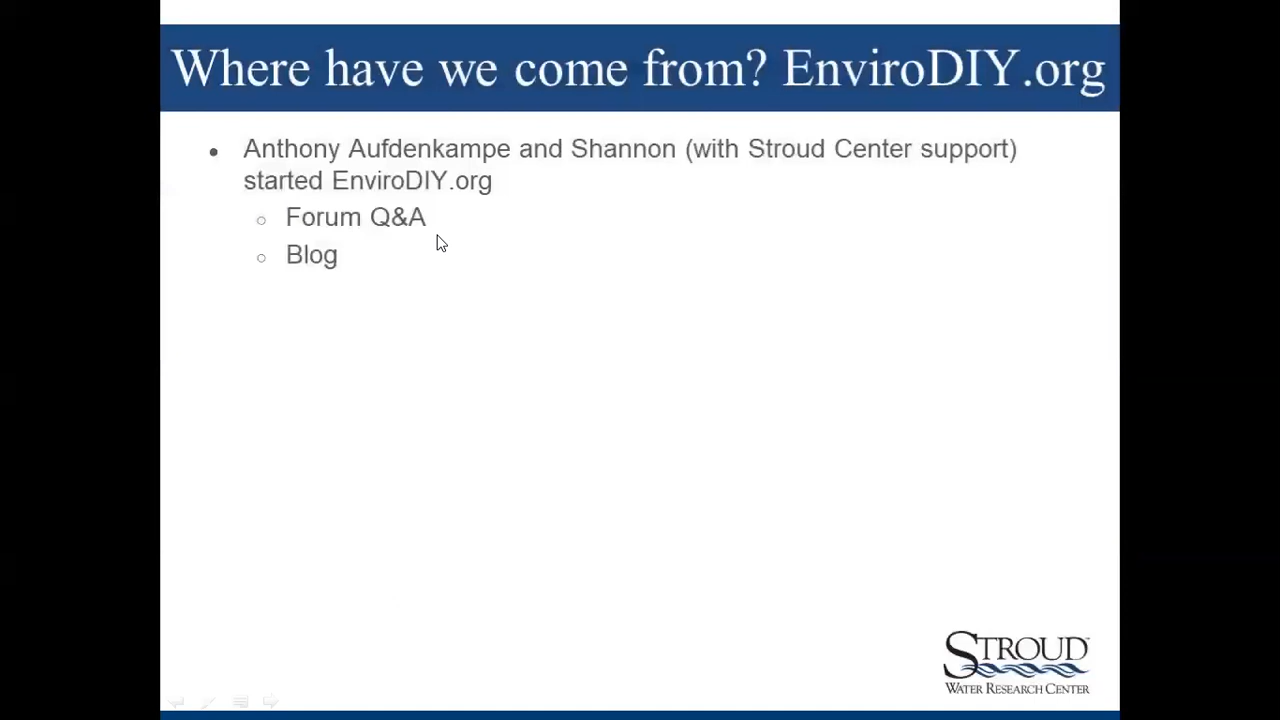 Where have we come from? EnviroDIY.org
• Anthony Aufdenkampe and Shannon (with Stroud Center support)
started EnviroDIY.org
○ Forum Q&A
○ Blog
STROUD™
WATER RESEARCH CENTER